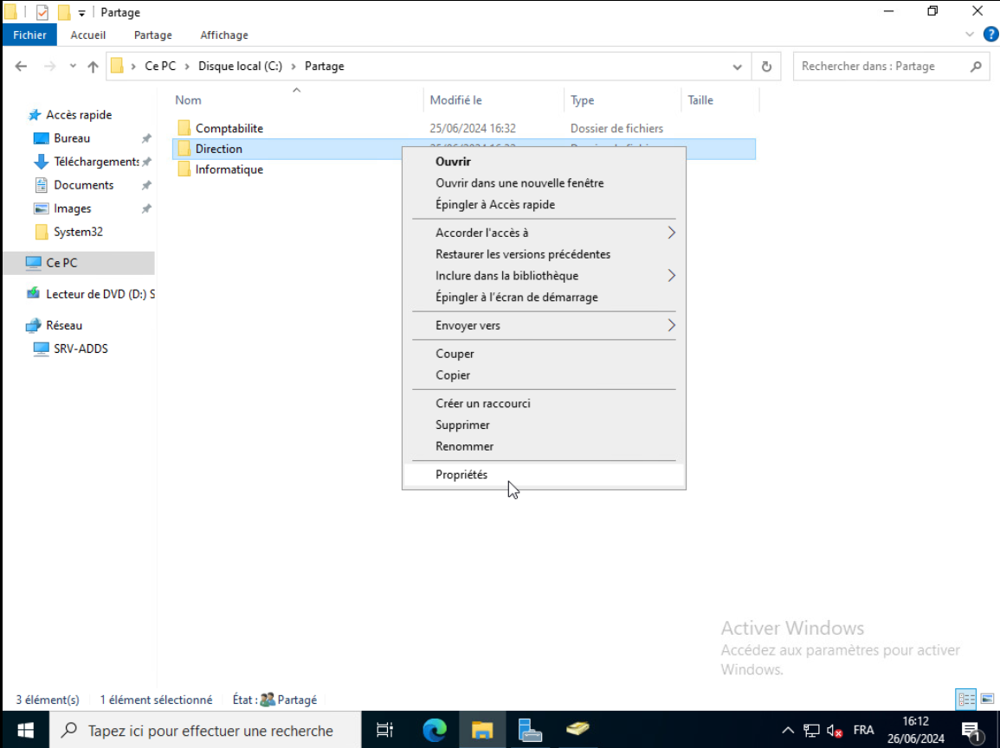 Partage
Fichier Accueil Partage Affichage
Ce PC Disque local (C:) Partage
Rechercher dans : Partage
Nom Modifié le Type Taille
Accès rapide
Bureau
Téléchargements
Documents
Images
System32
Ce PC
Lecteur de DVD (D:) S
Réseau
SRV-ADDS
Comptabilite 25/06/2024 16:32 Dossier de fichiers
Direction 25/06/2024 16:32 Dossier de fichiers
Informatique
Ouvrir
Ouvrir dans une nouvelle fenêtre
Épingler à Accès rapide
Accorder l'accès à
Restaurer les versions précédentes
Inclure dans la bibliothèque
Épingler à l'écran de démarrage
Envoyer vers
Couper
Copier
Créer un raccourci
Supprimer
Renommer
Propriétés
Activer Windows
Accédez aux paramètres pour activer
Windows.
3 élément(s) 1 élément sélectionné État : Partagé
Tapez ici pour effectuer une recherche
FRA
16:12
26/06/2024
1